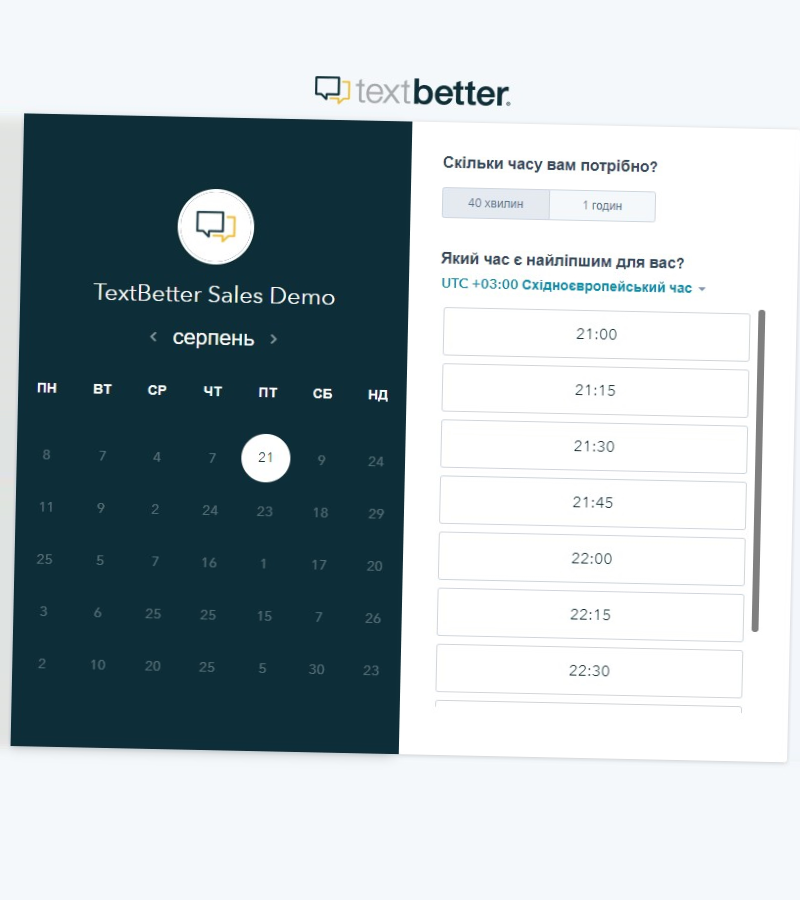 textbetter.
TextBetter Sales Demo
серпень
ПН ВТ СР ЧТ ПТ СБ НД
8 7 4 7 21 9 24
11 9 2 24 23 18 29
25 5 7 16 1 17 20
3 6 25 25 15 7 26
2 10 20 25 5 30 23
Скільки часу вам потрібно?
40 хвилин 1 годин
Який час є найліпшим для вас?
UTC +03:00 Східноєвропейський час
21:00
21:15
21:30
21:45
22:00
22:15
22:30